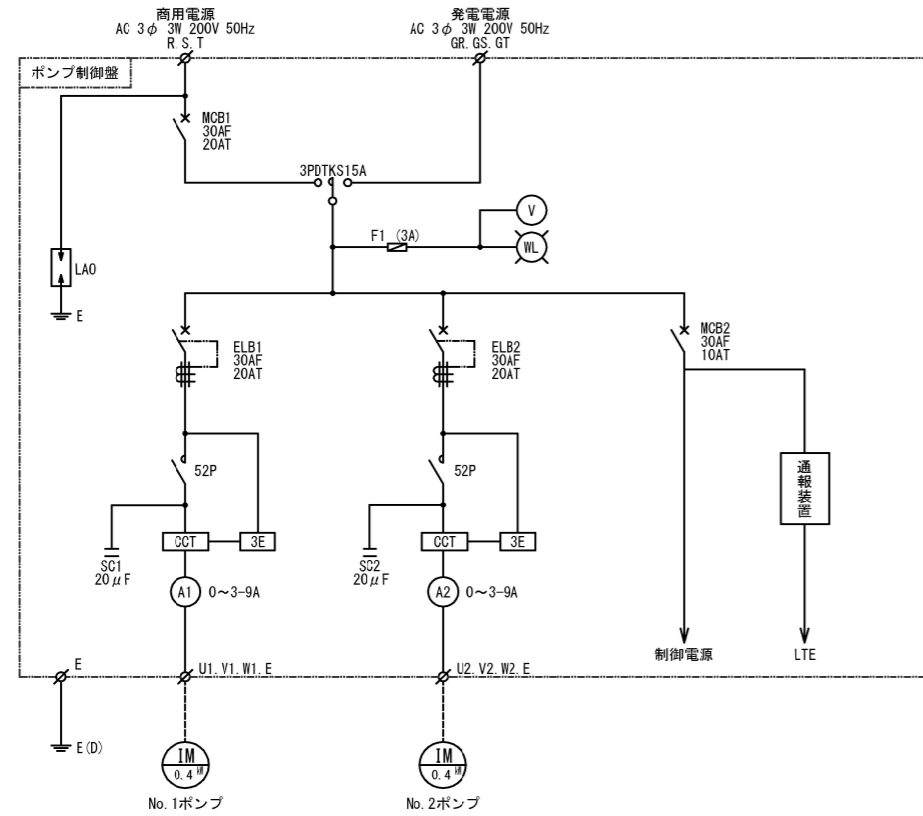 商用電源
AC 3φ 3W 200V 50Hz
R.S.T
発電電源
AC 3φ 3W 200V 50Hz
GR.GS.GT
ポンプ制御盤
MCB1
30AF
20AT
3PDTKS15A
V
F1 (3A)
WL
LAO
E
ELB1
30AF
20AT
ELB2
30AF
20AT
MCB2
30AF
10AT
52P
52P
通報装置
CCT
3E
CCT
3E
SC1
20μF
SC2
20μF
A1
0～3-9A
A2
0～3-9A
制御電源
LTE
E
U1.V1.W1.E
U2.V2.W2.E
E(D)
IM
0.4kW
IM
0.4kW
No.1ポンプ
No.2ポンプ